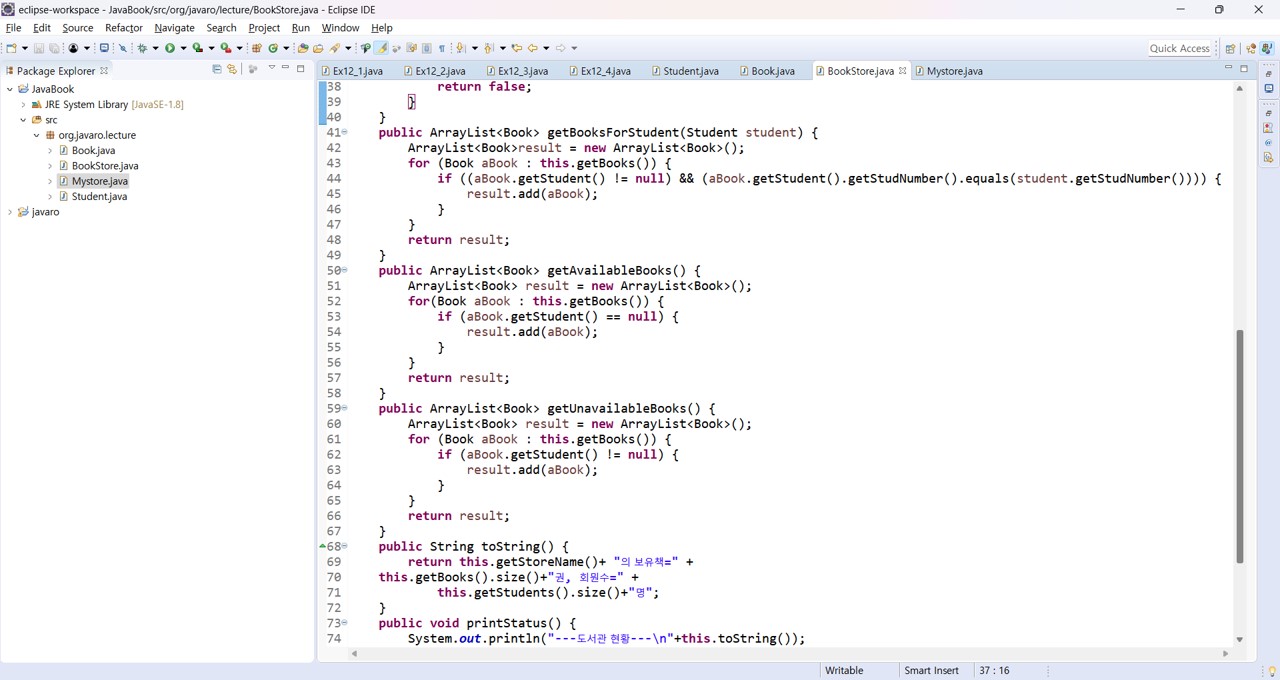 eclipse-workspace - JavaBook/src/org/javaro/lecture/BookStore.java - Eclipse IDE
File Edit Source Refactor Navigate Search Project Run Window Help
Quick Access
Package Explorer
JavaBook
JRE System Library [JavaSE-1.8]
src
org.javaro.lecture
Book.java
BookStore.java
Mystore.java
Student.java
javaro
Ex12_1.java Ex12_2.java Ex12_3.java Ex12_4.java Student.java Book.java BookStore.java Mystore.java
38 return false;
39 }
40 }
41 public ArrayList<Book> getBooksForStudent(Student student) {
42 ArrayList<Book>result = new ArrayList<Book>();
43 for (Book aBook : this.getBooks()) {
44 if ((aBook.getStudent() != null) && (aBook.getStudent().getStudNumber().equals(student.getStudNumber()))) {
45 result.add(aBook);
46 }
47 }
48 return result;
49 }
50 public ArrayList<Book> getAvailableBooks() {
51 ArrayList<Book> result = new ArrayList<Book>();
52 for(Book aBook : this.getBooks()) {
53 if (aBook.getStudent() == null) {
54 result.add(aBook);
55 }
56 }
57 return result;
58 }
59 public ArrayList<Book> getUnavailableBooks() {
60 ArrayList<Book> result = new ArrayList<Book>();
61 for (Book aBook : this.getBooks()) {
62 if (aBook.getStudent() != null) {
63 result.add(aBook);
64 }
65 }
66 return result;
67 }
68 public String toString() {
69 return this.getStoreName()+ "의 보유책=" +
70 this.getBooks().size()+"권, 회원수=" +
71 this.getStudents().size()+"명";
72 }
73 public void printStatus() {
74 System.out.println("---도서관 현황---\n"+this.toString());
Writable Smart Insert 37 : 16